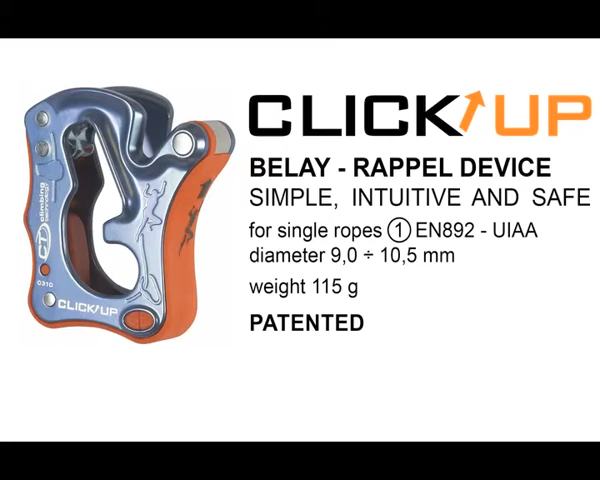 CLICK UP
BELAY - RAPPEL DEVICE
SIMPLE, INTUITIVE AND SAFE
for single ropes ① EN892 - UIAA
diameter 9,0 ÷ 10,5 mm
weight 115 g
PATENTED
CT climbing
technology
0310
CLICK UP